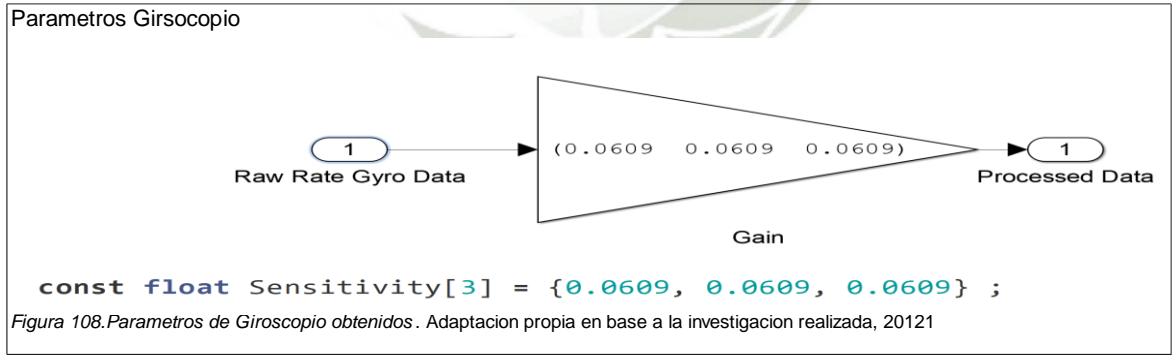 Parametros Girsocopio
1
(0.0609 0.0609 0.0609)
1
Raw Rate Gyro Data
Processed Data
Gain
const float Sensitivity[3] = {0.0609, 0.0609, 0.0609} ;
Figura 108.Parametros de Giroscopio obtenidos. Adaptacion propia en base a la investigacion realizada, 20121